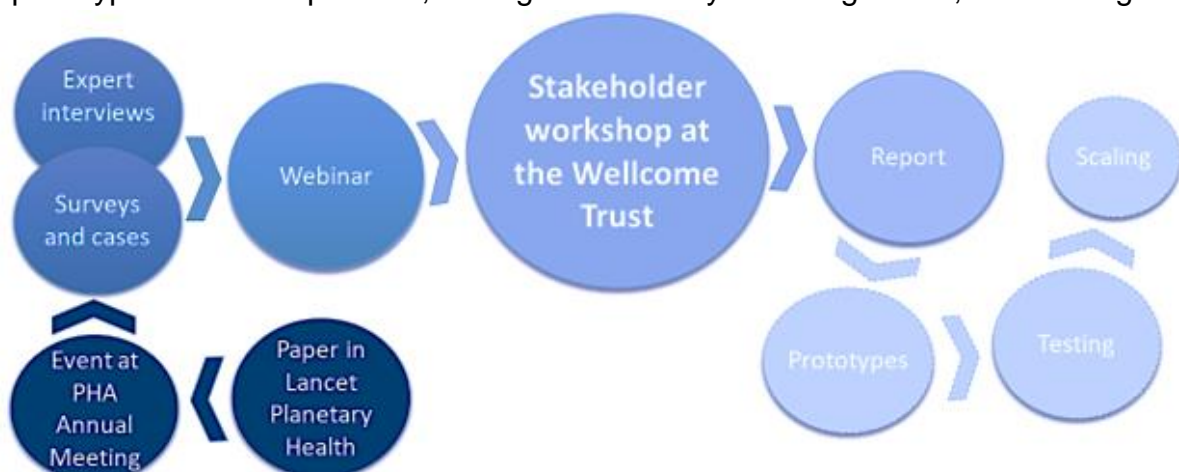 Expert
interviews
Surveys
and cases
Webinar
Stakeholder
workshop at
the Wellcome
Trust
Report
Scaling
Event at
PHA
Annual
Meeting
Paper in
Lancet
Planetary
Health
Prototypes
Testing